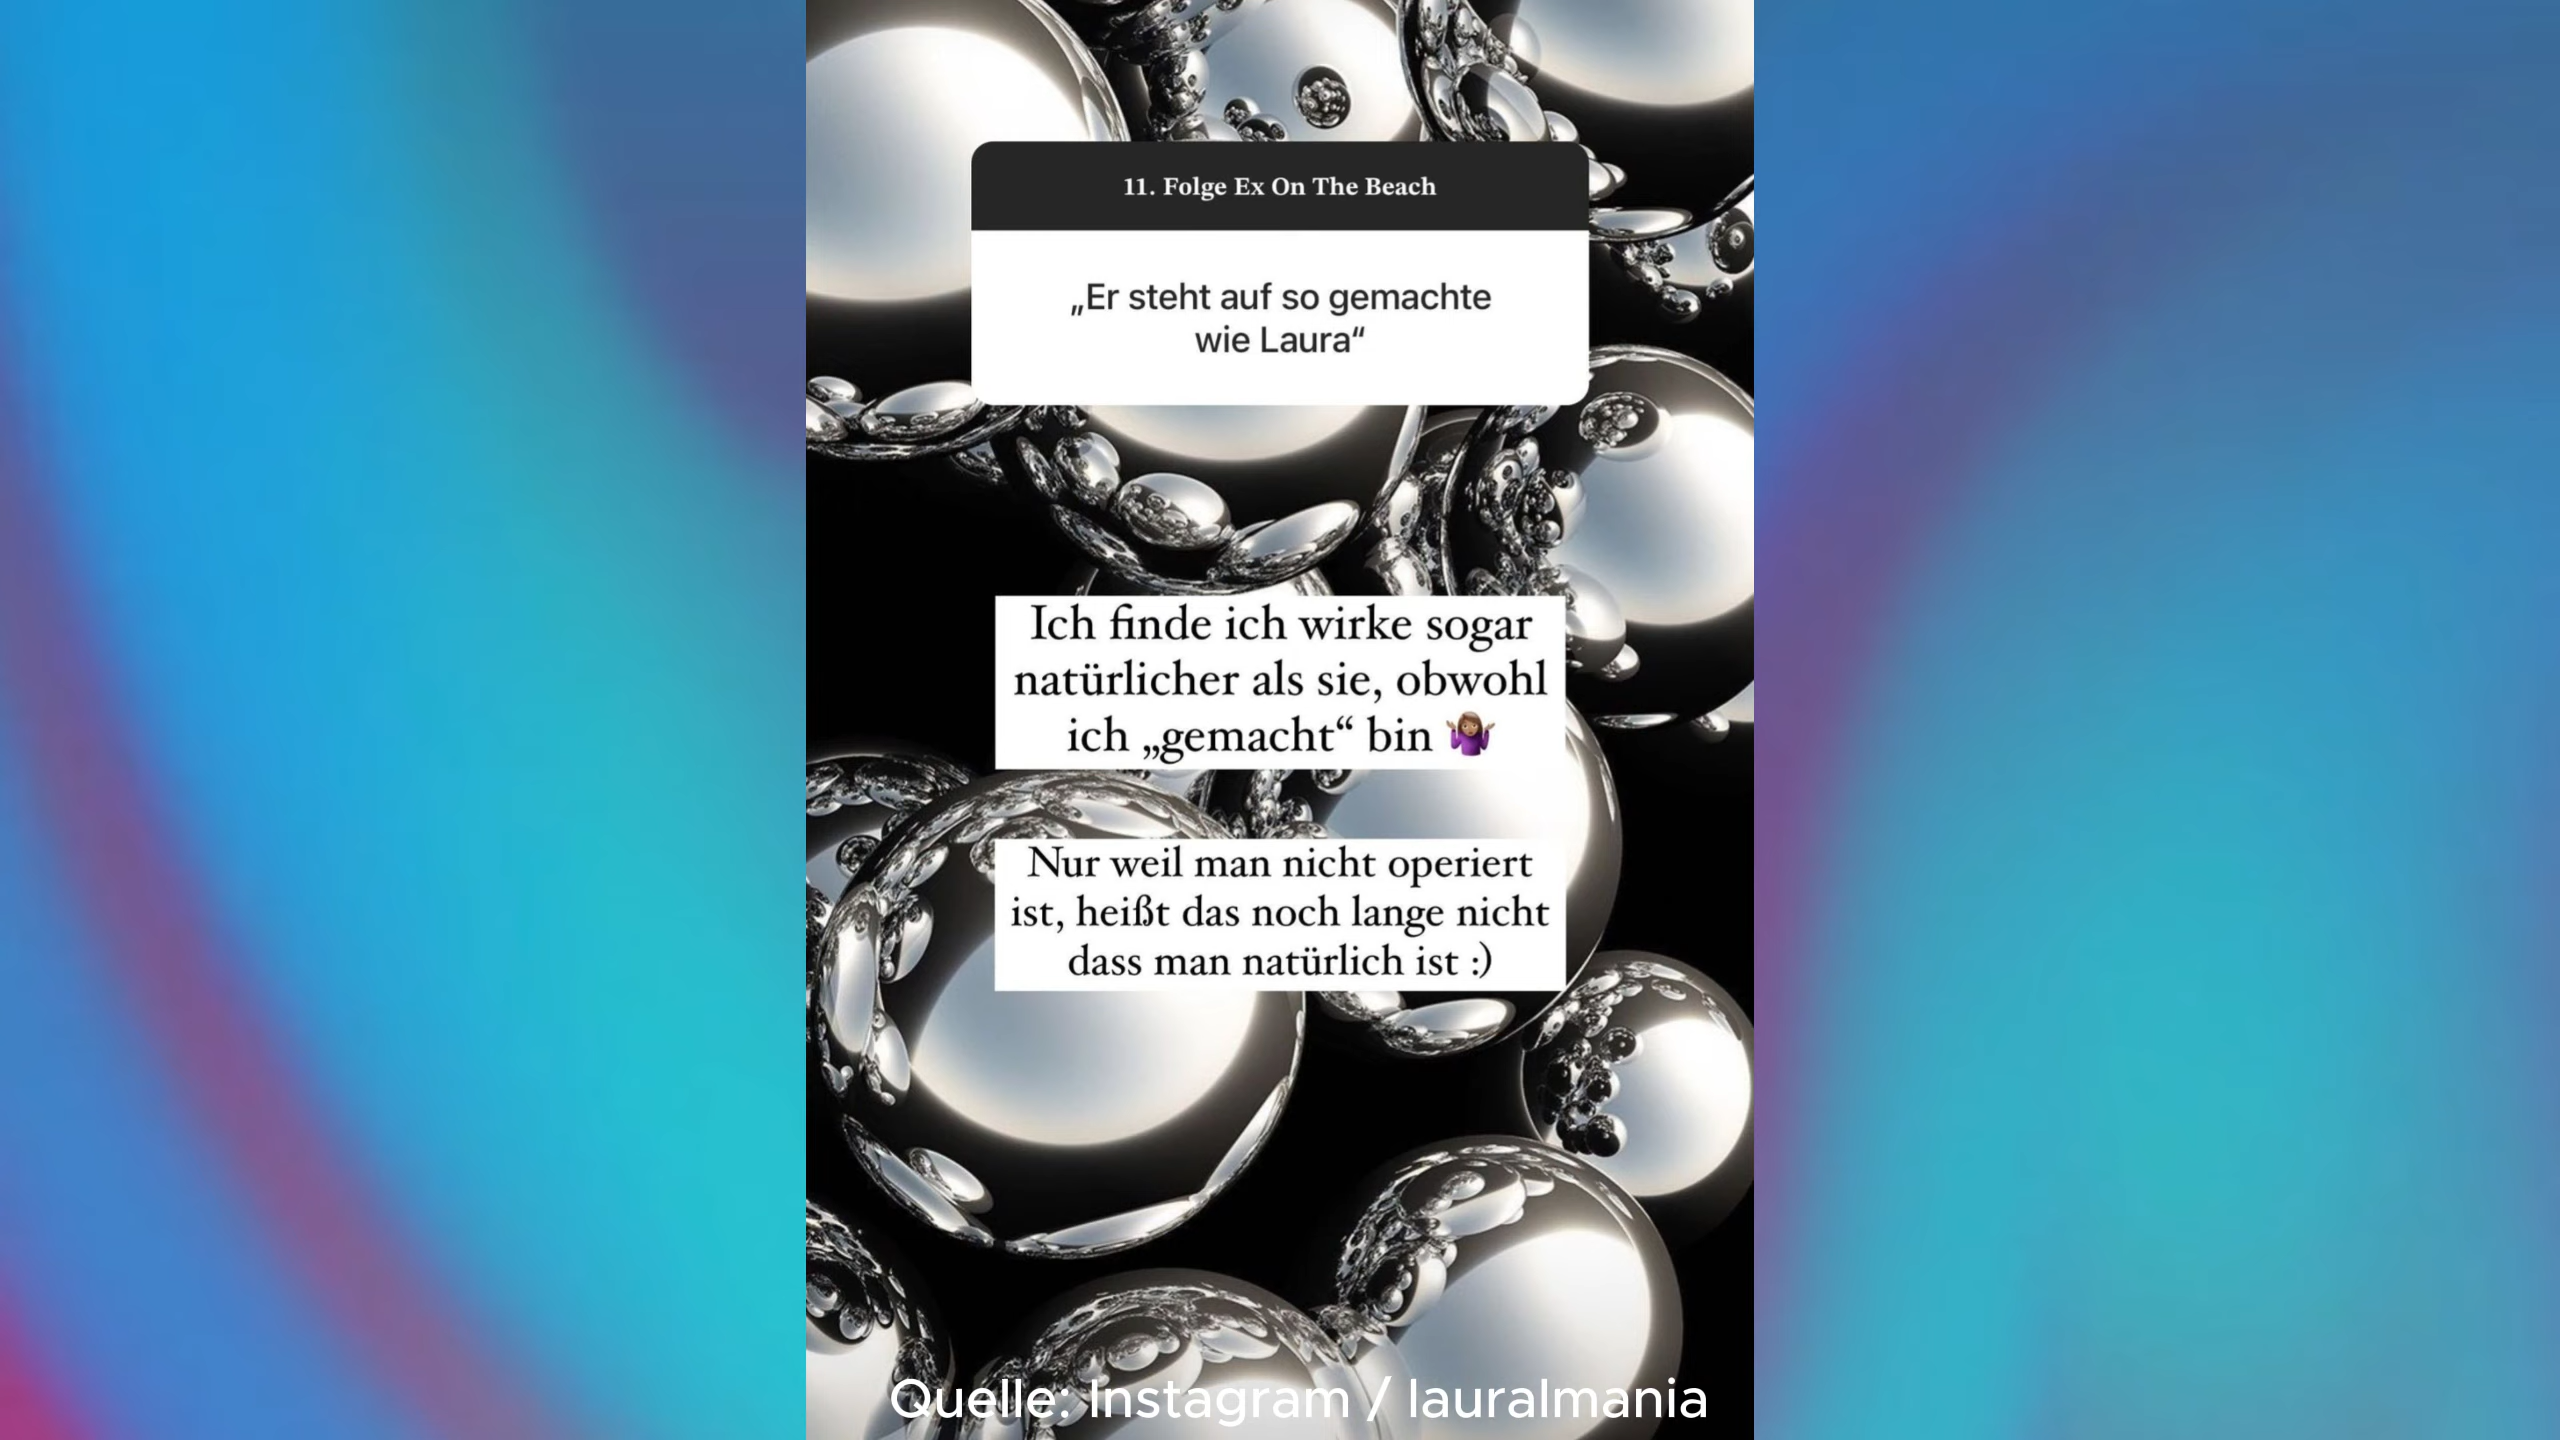 11. Folge Ex On The Beach
„Er steht auf so gemachte
wie Laura“
Ich finde ich wirke sogar
natürlicher als sie, obwohl
ich „gemacht“ bin 🤷🏽‍♀️
Nur weil man nicht operiert
ist, heißt das noch lange nicht
dass man natürlich ist :)
Quelle: Instagram / lauralmania